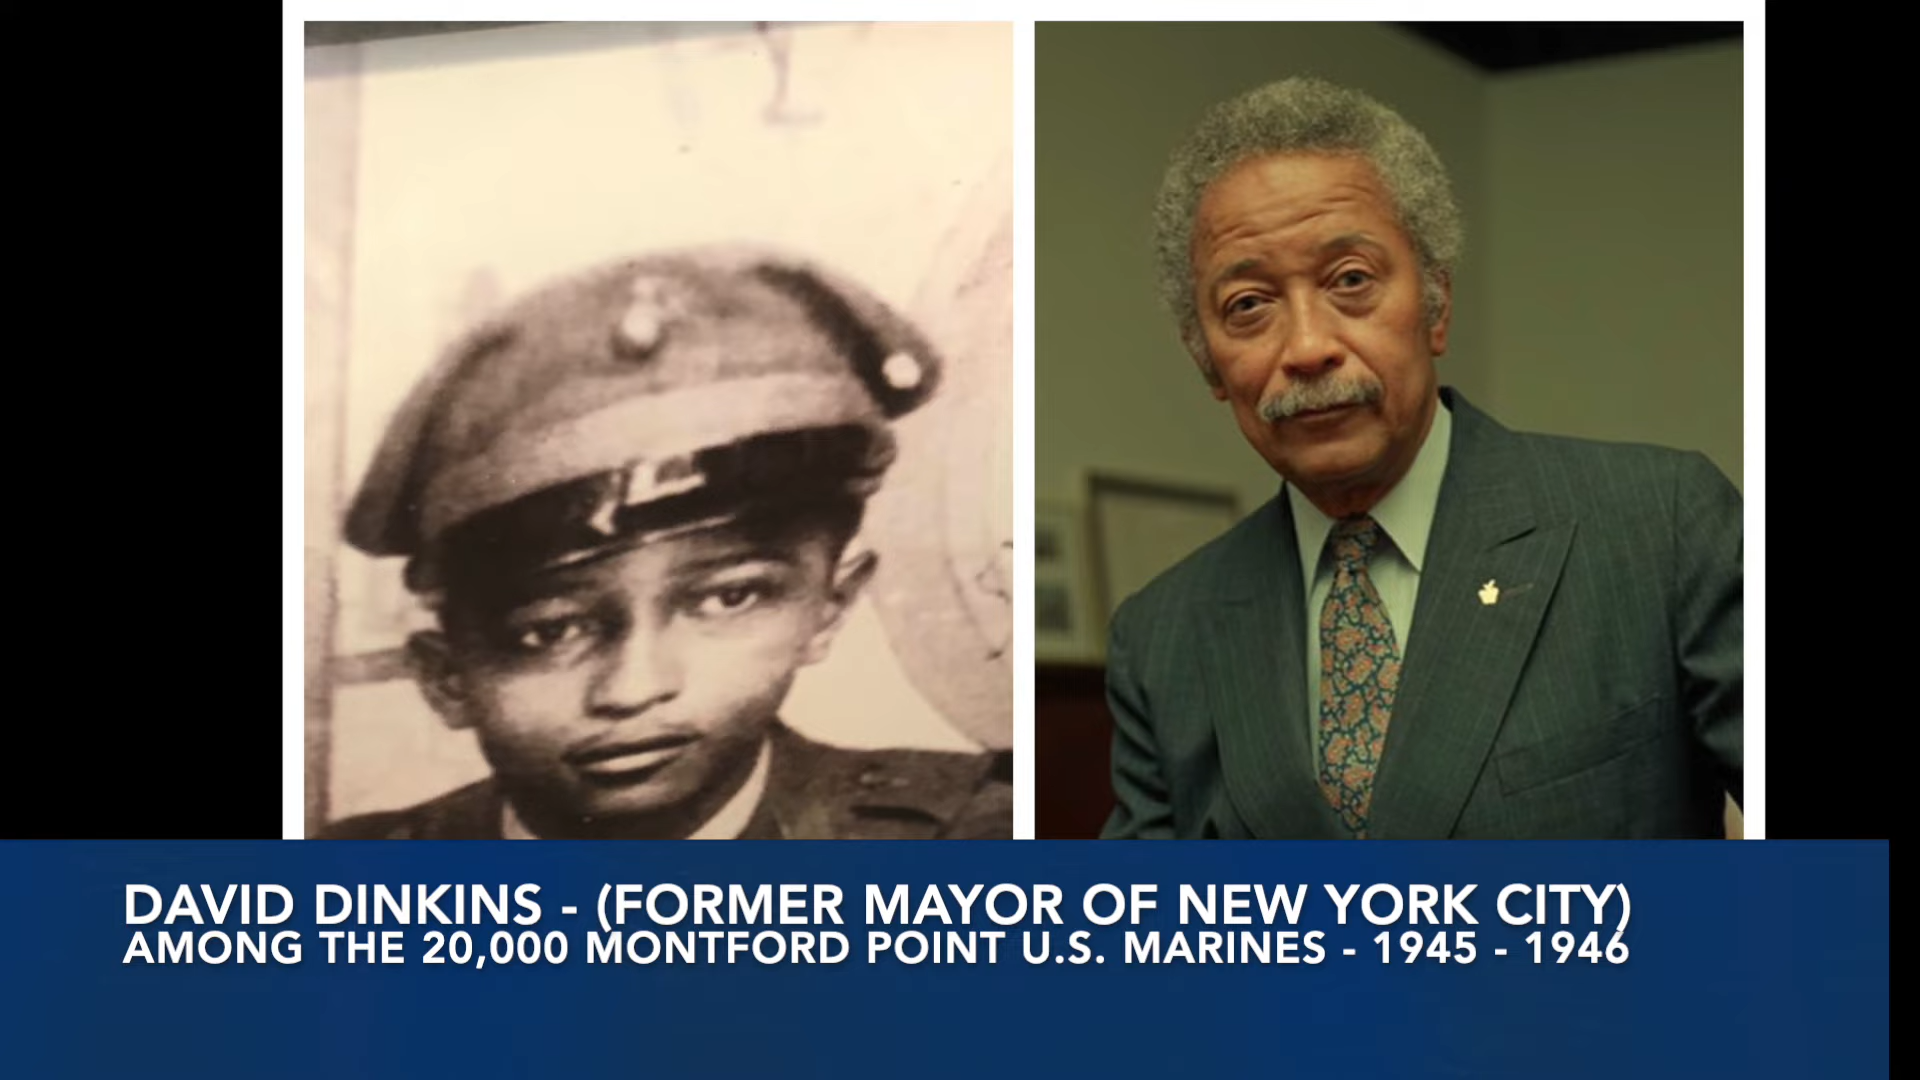 DAVID DINKINS - (FORMER MAYOR OF NEW YORK CITY)
AMONG THE 20,000 MONTFORD POINT U.S. MARINES - 1945 - 1946